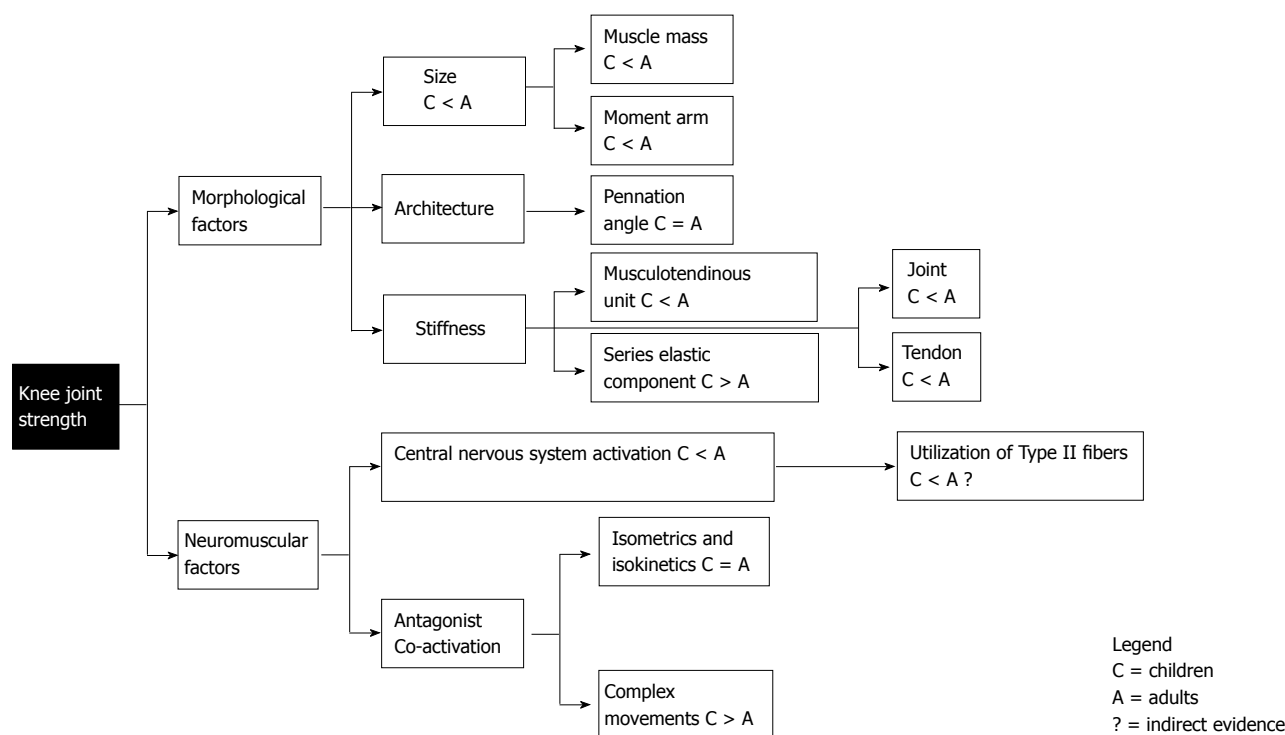 Knee joint
strength
Morphological
factors
Neuromuscular
factors
Size
C < A
Architecture
Stiffness
Muscle mass
C < A
Moment arm
C < A
Pennation
angle C = A
Musculotendinous
unit C < A
Series elastic
component C > A
Joint
C < A
Tendon
C < A
Central nervous system activation C < A
Utilization of Type II fibers
C < A ?
Antagonist
Co-activation
Isometrics and
isokinetics C = A
Complex
movements C > A
Legend
C = children
A = adults
? = indirect evidence